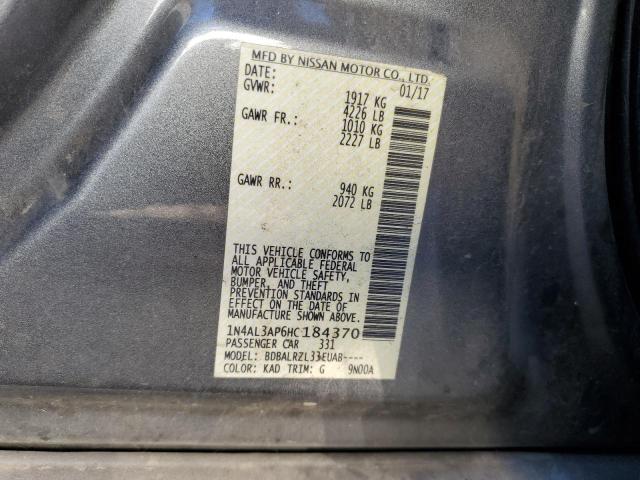 MFD BY NISSAN MOTOR CO., LTD.
DATE: 01/17
GVWR: 1917 KG
4226 LB
GAWR FR.: 1010 KG
2227 LB
GAWR RR.: 940 KG
2072 LB
THIS VEHICLE CONFORMS TO
ALL APPLICABLE FEDERAL
MOTOR VEHICLE SAFETY,
BUMPER, AND THEFT
PREVENTION STANDARDS IN
EFFECT ON THE DATE OF
MANUFACTURE SHOWN ABOVE.
1N4AL3AP6HC184370
PASSENGER CAR 331
MODEL: BDBALRZL33EUAB----
COLOR: KAD TRIM: G 9N00A